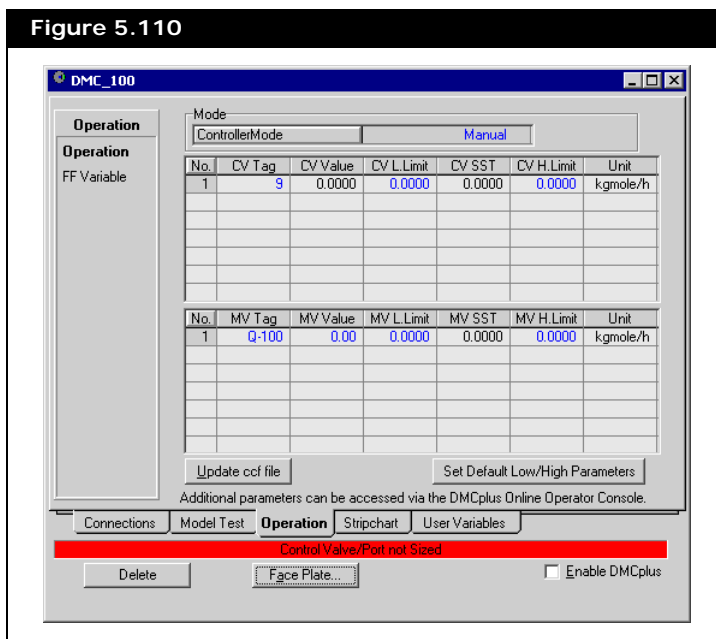 Figure 5.110
DMC_100
Operation
Operation
FF Variable
Mode
ControllerMode Manual
No. CV Tag CV Value CV L.Limit CV SST CV H.Limit Unit
1 9 0.0000 0.0000 0.0000 0.0000 kgmole/h
No. MV Tag MV Value MV L.Limit MV SST MV H.Limit Unit
1 Q-100 0.00 0.0000 0.0000 0.0000 kgmole/h
Update ccf file Set Default Low/High Parameters
Additional parameters can be accessed via the DMCplus Online Operator Console.
Connections Model Test Operation Stripchart User Variables
Control Valve/Port not Sized
Delete Face Plate... Enable DMCplus